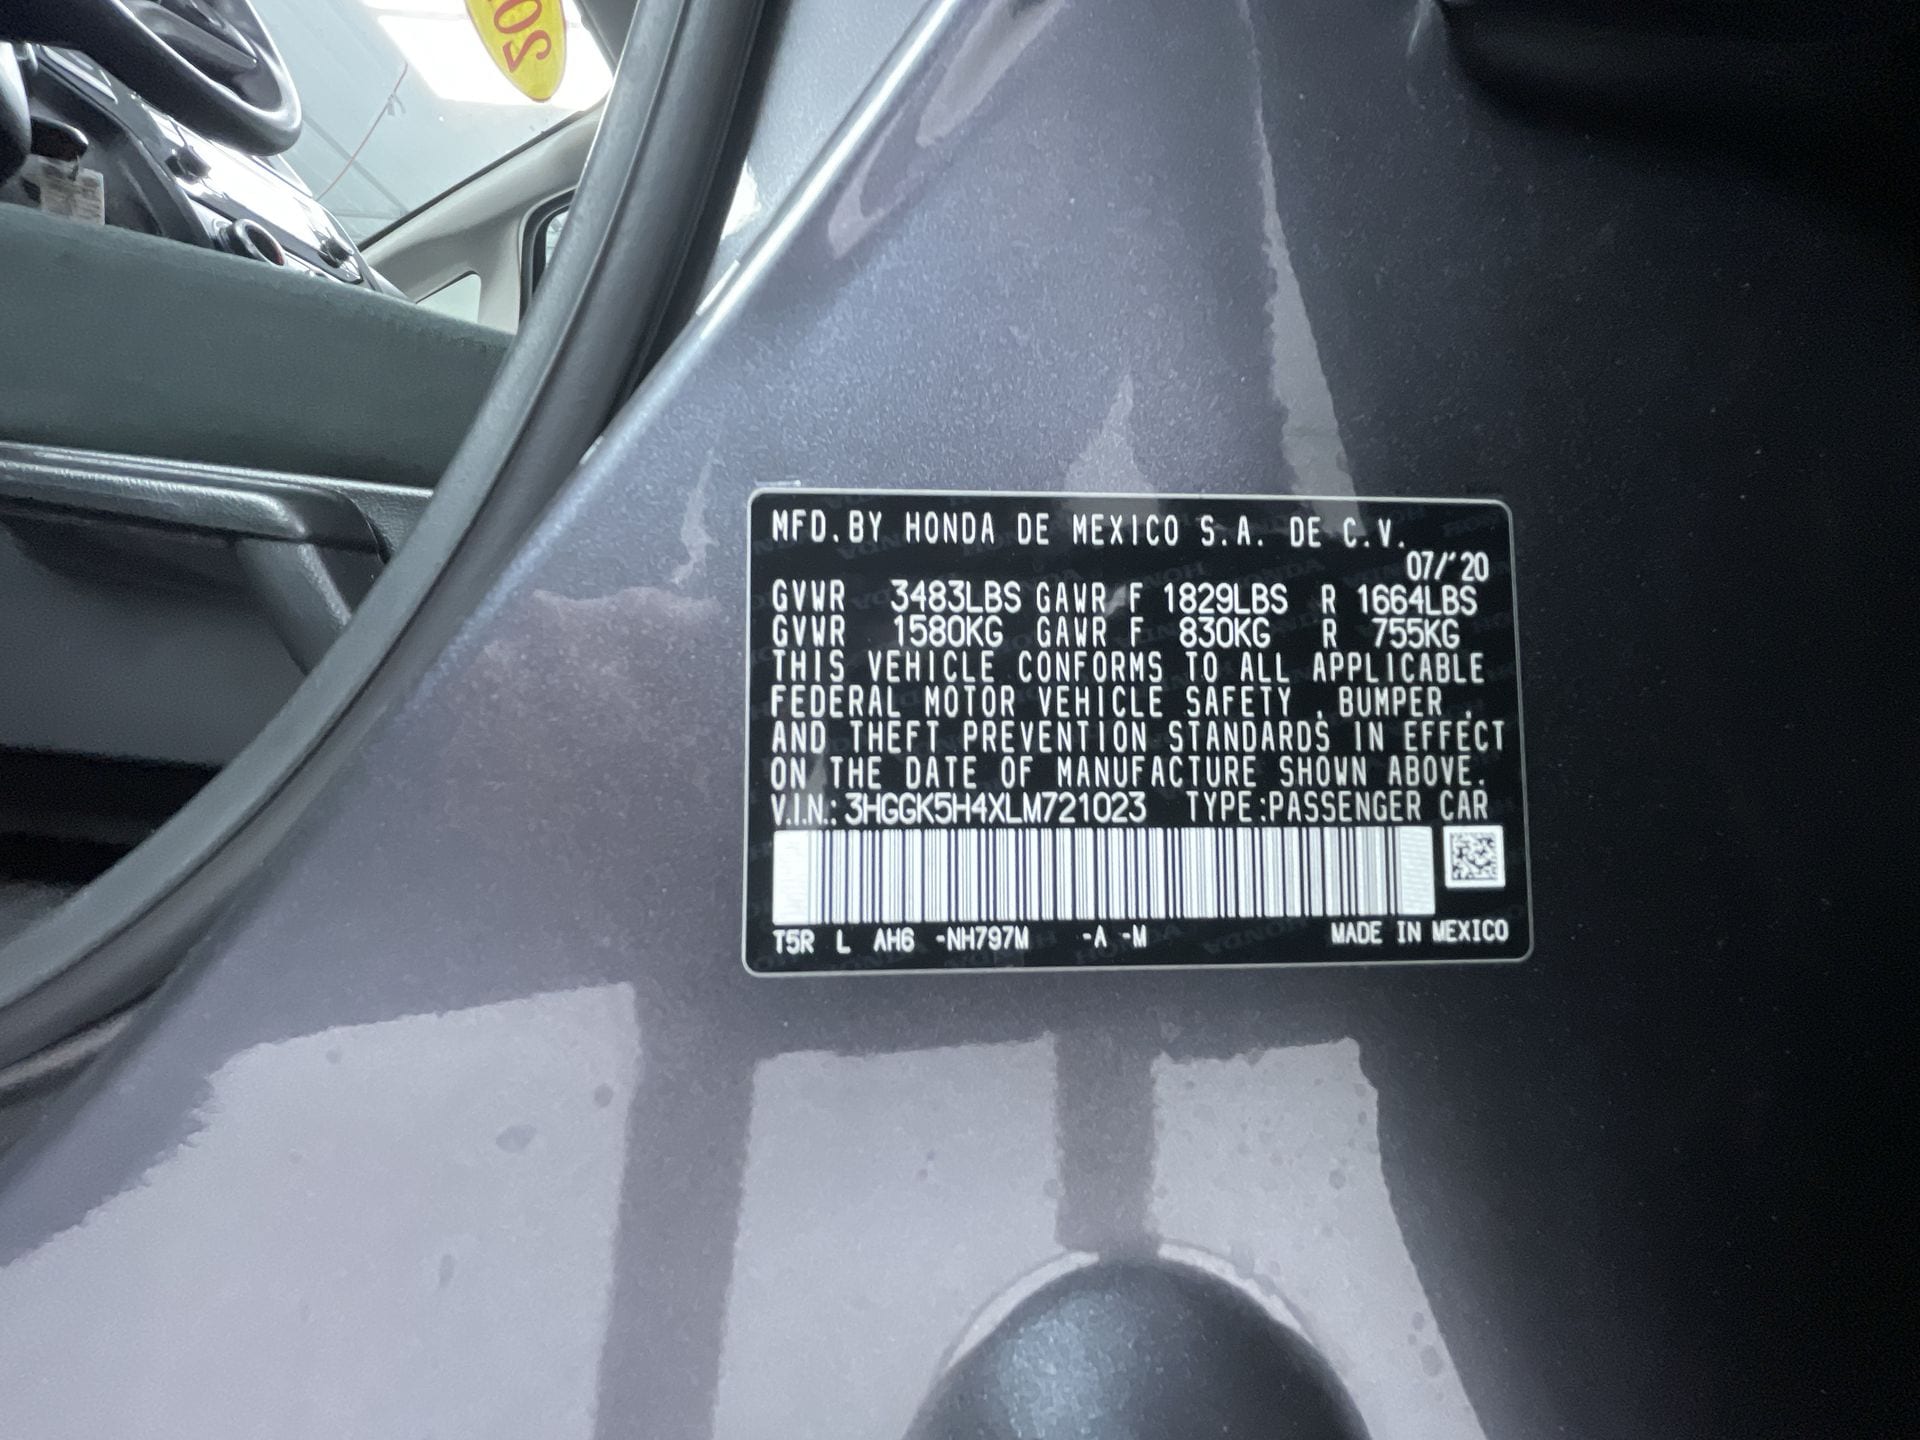 MFD.BY HONDA DE MEXICO S.A. DE C.V.
07/'20
GVWR 3483LBS GAWR F 1829LBS R 1664LBS
GVWR 1580KG GAWR F 830KG R 755KG
THIS VEHICLE CONFORMS TO ALL APPLICABLE
FEDERAL MOTOR VEHICLE SAFETY , BUMPER ,
AND THEFT PREVENTION STANDARDS IN EFFECT
ON THE DATE OF MANUFACTURE SHOWN ABOVE.
V.I.N.: 3HGGK5H4XLM721023 TYPE:PASSENGER CAR
T5R L AH6 -NH797M -A -M MADE IN MEXICO